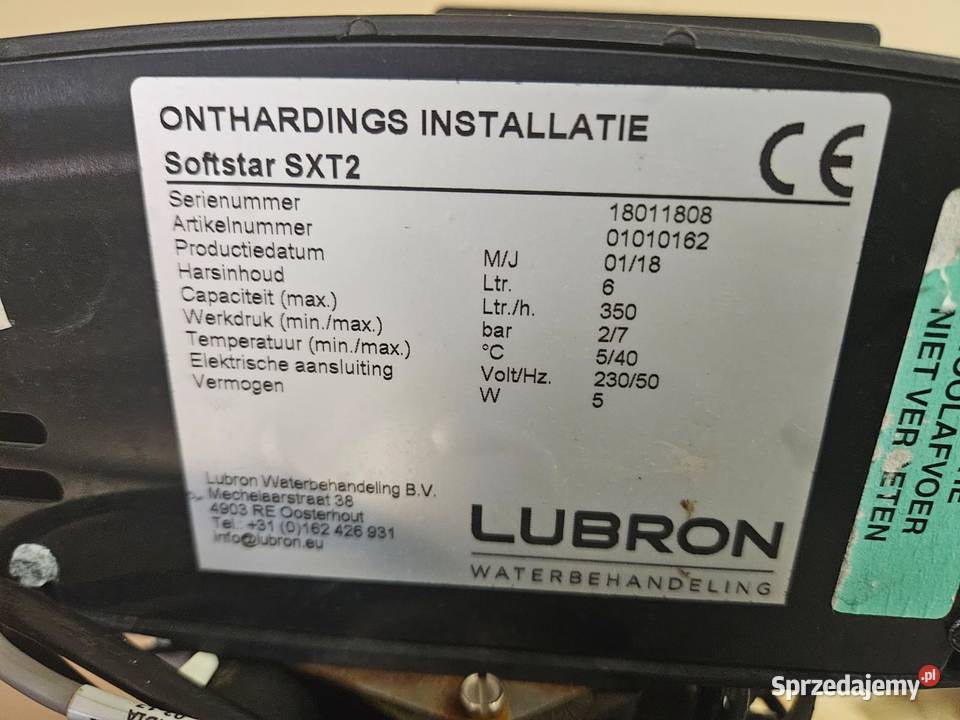 ONTHARDINGS INSTALLATIE
Softstar SXT2
CE
Serienummer 18011808
Artikelnummer 01010162
Productiedatum M/J 01/18
Harsinhoud Ltr. 6
Capaciteit (max.) Ltr./h. 350
Werkdruk (min./max.) bar 2/7
Temperatuur (min./max.) °C 5/40
Elektrische aansluiting Volt/Hz. 230/50
Vermogen W 5
Lubron Waterbehandeling B.V.
Mechelaarstraat 38
4903 RE Oosterhout
Tel.: +31 (0)162 426 931
info@lubron.eu
LUBRON
WATERBEHANDELING
NIET VER ETEN
Sprzedajemy.pl